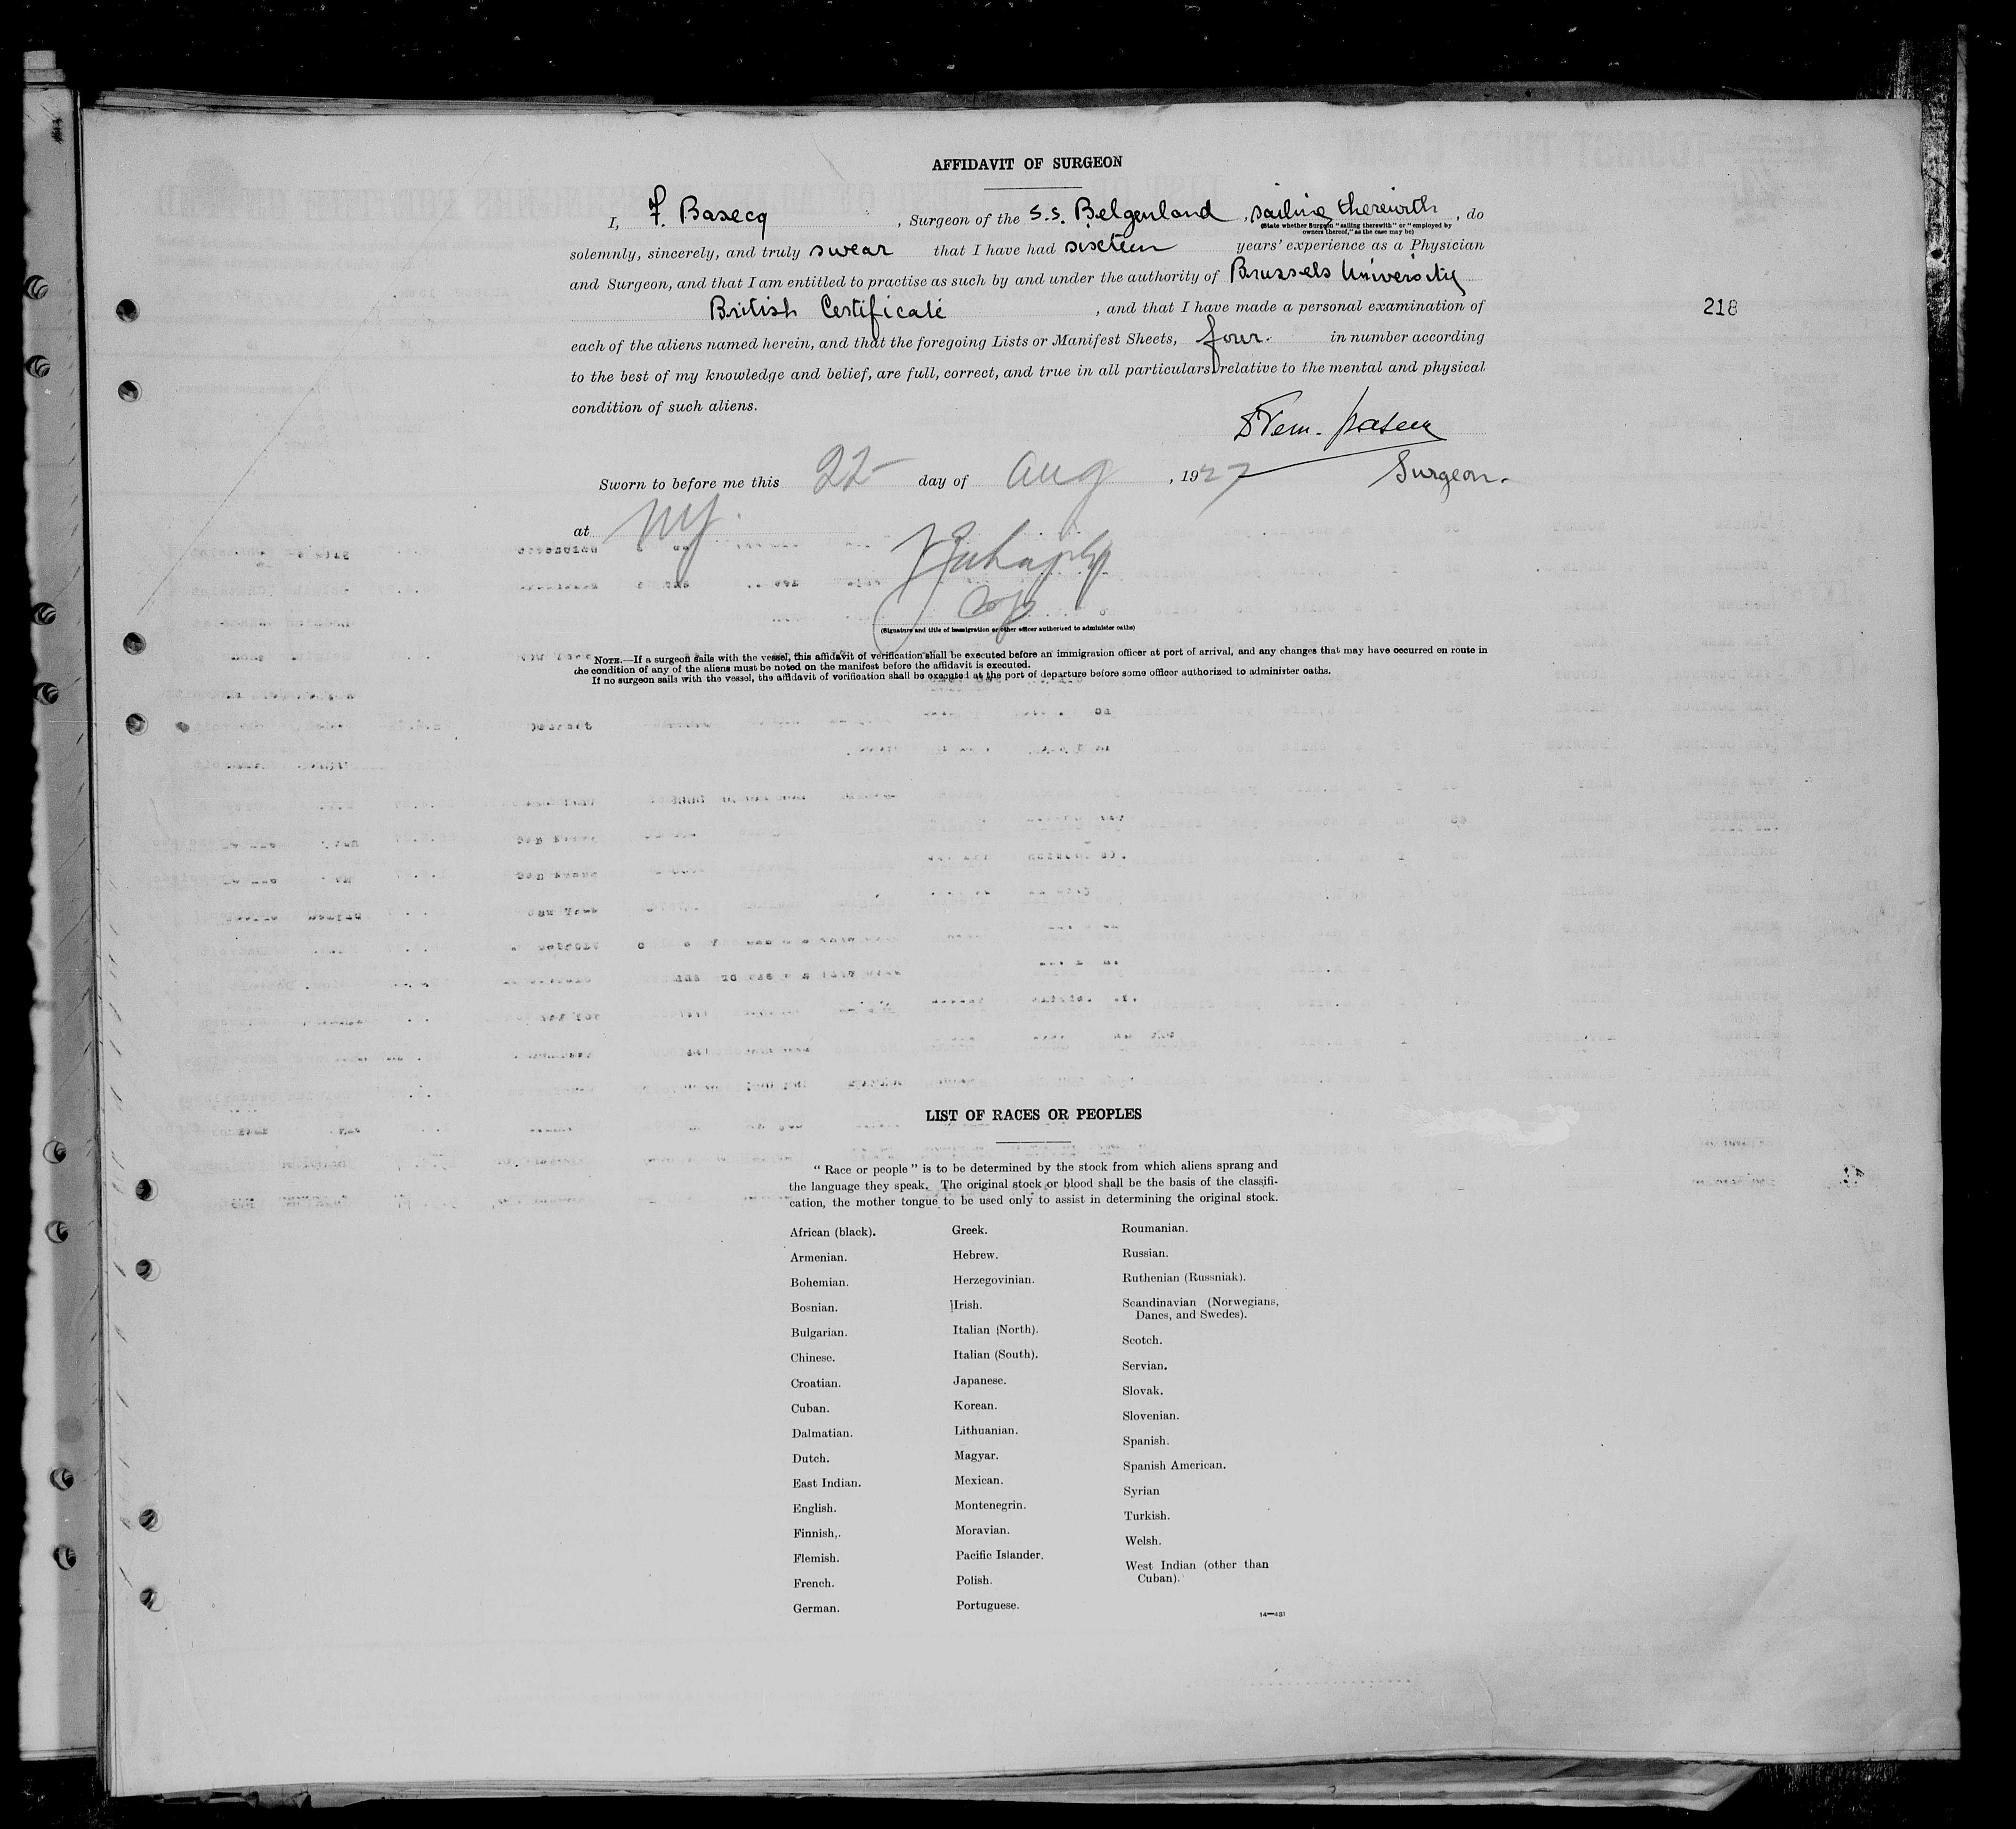 AFFIDAVIT OF SURGEON
I, F. Basecq, Surgeon of the S.S. Belgenland, sailing therewith, do
(State whether Surgeon "sailing therewith" or "employed by
owners thereof," as the case may be)
solemnly, sincerely, and truly swear that I have had sixteen years' experience as a Physician
and Surgeon, and that I am entitled to practise as such by and under the authority of Brussels University
British Certificate, and that I have made a personal examination of
218
each of the aliens named herein, and that the foregoing Lists or Manifest Sheets, four. in number according
to the best of my knowledge and belief, are full, correct, and true in all particulars relative to the mental and physical
condition of such aliens.
Sworn to before me this 22 day of Aug, 1927
Surgeon.
at NY.
(Signature and title of immigration or other officer authorized to administer oaths)
NOTE.—If a surgeon sails with the vessel, this affidavit of verification shall be executed before an immigration officer at port of arrival, and any changes that may have occurred en route in
the condition of any of the aliens must be noted on the manifest before the affidavit is executed.
If no surgeon sails with the vessel, the affidavit of verification shall be executed at the port of departure before some officer authorized to administer oaths.
LIST OF RACES OR PEOPLES
"Race or people" is to be determined by the stock from which aliens sprang and
the language they speak. The original stock or blood shall be the basis of the classifi-
cation, the mother tongue to be used only to assist in determining the original stock.
African (black).
Armenian.
Bohemian.
Bosnian.
Bulgarian.
Chinese.
Croatian.
Cuban.
Dalmatian.
Dutch.
East Indian.
English.
Finnish.
Flemish.
French.
German.
Greek.
Hebrew.
Herzegovinian.
Irish.
Italian (North).
Italian (South).
Japanese.
Korean.
Lithuanian.
Magyar.
Mexican.
Montenegrin.
Moravian.
Pacific Islander.
Polish.
Portuguese.
Roumanian.
Russian.
Ruthenian (Russniak).
Scandinavian (Norwegians,
Danes, and Swedes).
Scotch.
Servian.
Slovak.
Slovenian.
Spanish.
Spanish American.
Syrian
Turkish.
Welsh.
West Indian (other than
Cuban).
14—431